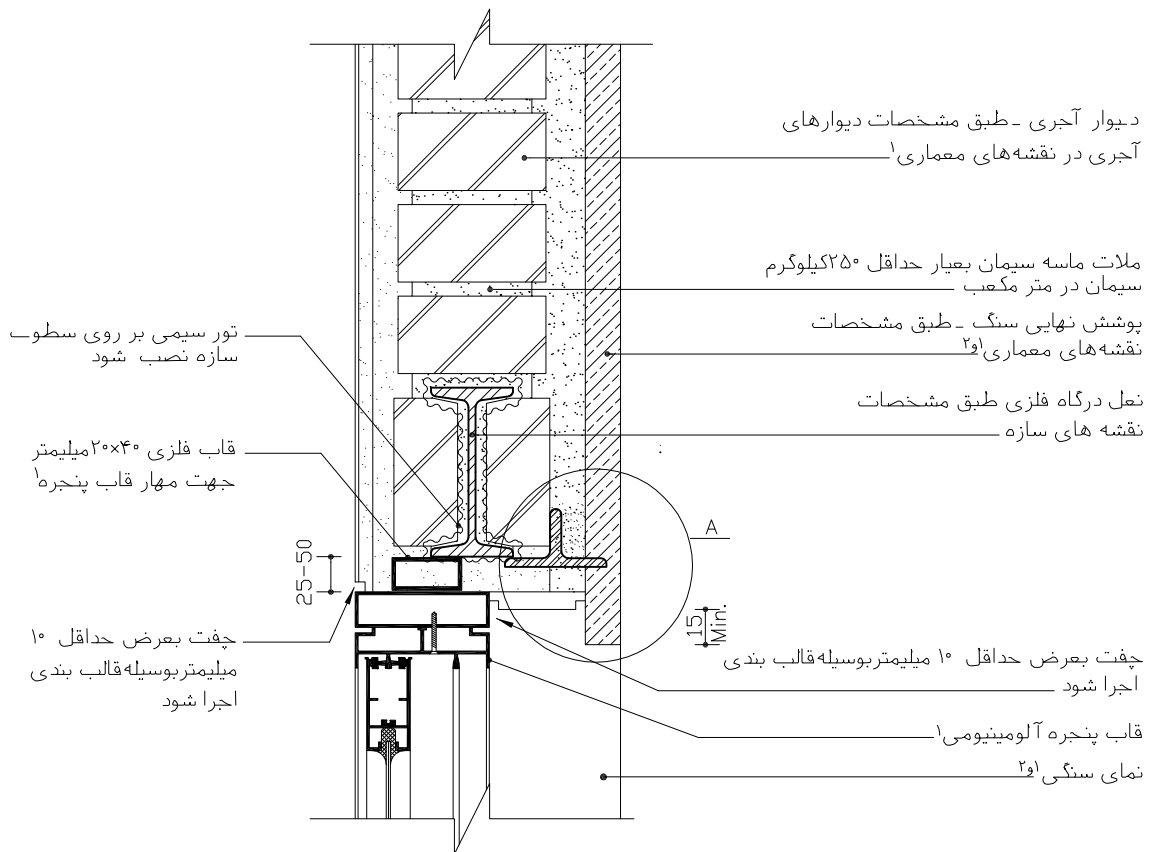 دیوار آجری - طبق مشخصات دیوارهای
آجری در نقشه‌های معماری۱
ملات ماسه سیمان بعیار حداقل ۲۵۰کیلوگرم
سیمان در متر مکعب
پوشش نهایی سنگ - طبق مشخصات
نقشه‌های معماری۱و۲
نعل درگاه فلزی طبق مشخصات
نقشه های سازه
A
15
Min.
چفت بعرض حداقل ۱۰ میلیمتربوسیله قالب بندی
اجرا شود
قاب پنجره آلومینیومی۱
نمای سنگی۱و۲
تور سیمی بر روی سطوح
سازه نصب شود
قاب فلزی ۴۰×۲۰میلیمتر
جهت مهار قاب پنجره۱
25-50
چفت بعرض حداقل ۱۰
میلیمتربوسیله قالب بندی
اجرا شود